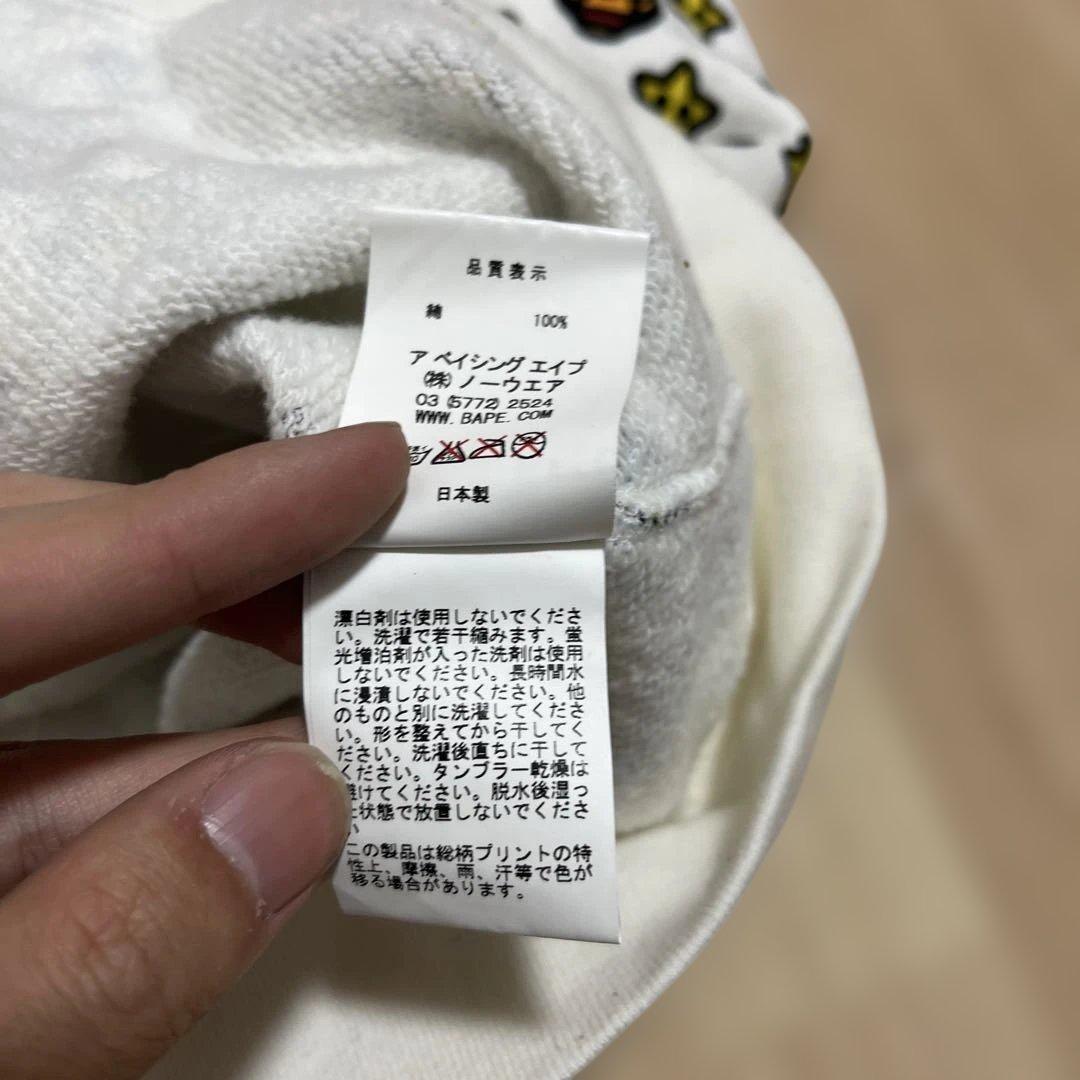 品質表示
綿 100%
ア ベイシング エイプ
㈱ ノーウエア
03 (5772) 2524
WWW. BAPE. COM
日本製
漂白剤は使用しないでくださ
い。洗濯で若干縮みます。蛍
光増泊剤が入った洗剤は使用
しないでください。長時間水
に浸漬しないでください。他
のものと別に洗濯してくださ
い。形を整えてから干してく
ださい。洗濯後直ちに干して
ください。タンブラー乾燥は
避けてください。脱水後湿っ
た状態で放置しないでくださ
い
この製品は総柄プリントの特
性上、摩擦、雨、汗等で色が
移る場合があります。